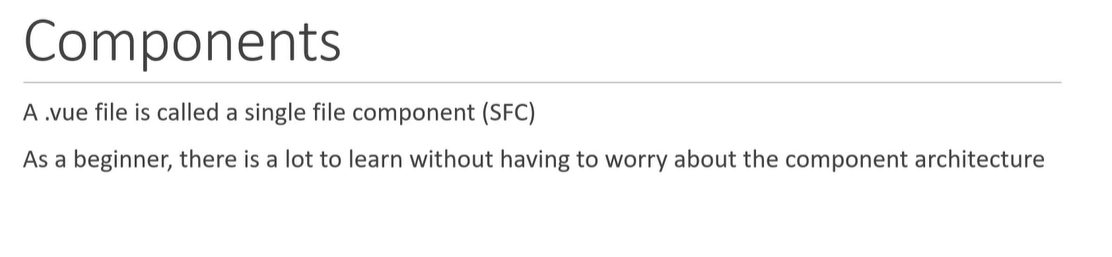 Components
A .vue file is called a single file component (SFC)
As a beginner, there is a lot to learn without having to worry about the component architecture